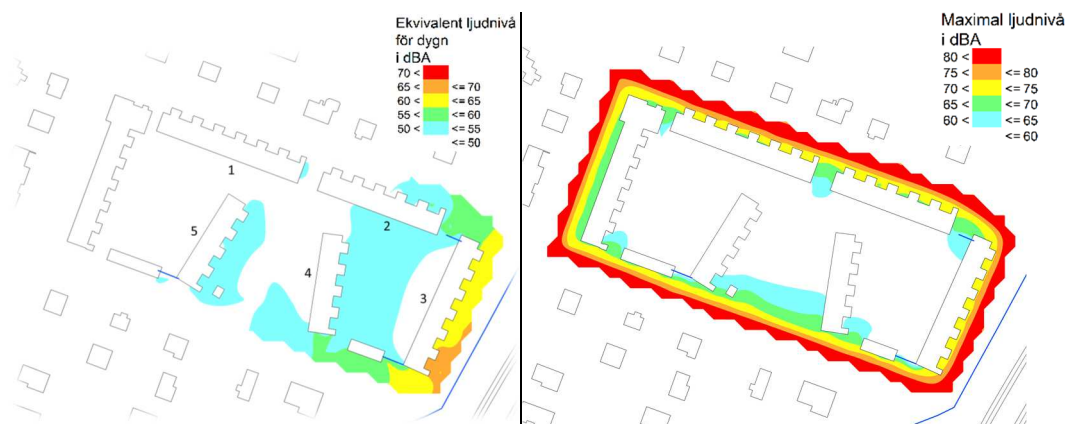 Ekvivalent ljudnivå
för dygn
i dBA
70 <
65 < <= 70
60 < <= 65
55 < <= 60
50 < <= 55
<= 50
1
2
5
4
3
Maximal ljudnivå
i dBA
80 <
75 < <= 80
70 < <= 75
65 < <= 70
60 < <= 65
<= 60